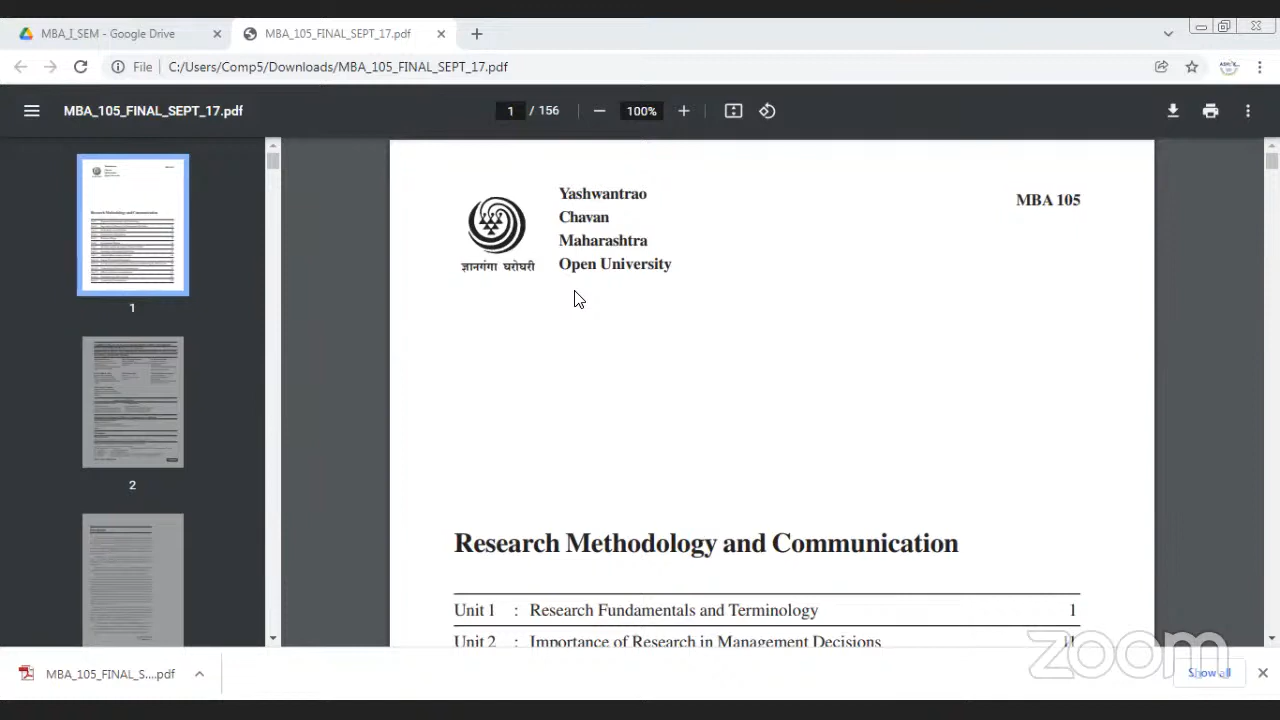 MBA_I_SEM - Google Drive
MBA_105_FINAL_SEPT_17.pdf
File
C:/Users/Comp5/Downloads/MBA_105_FINAL_SEPT_17.pdf
MBA_105_FINAL_SEPT_17.pdf
1 / 156
100%
1
2
Yashwantrao
Chavan
Maharashtra
Open University
ज्ञानगंगा घरोघरी
MBA 105
Research Methodology and Communication
Unit 1 : Research Fundamentals and Terminology 1
Unit 2 : Importance of Research in Management Decisions 11
zoom
MBA_105_FINAL_S....pdf
Show all